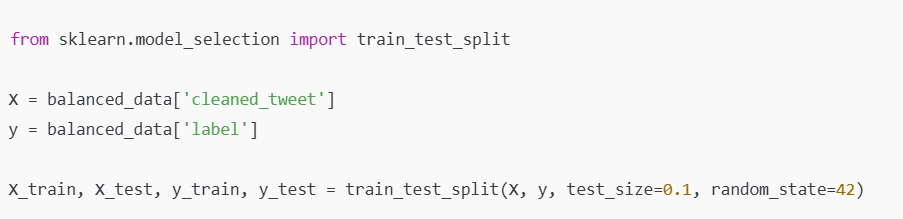 from sklearn.model_selection import train_test_split
X = balanced_data['cleaned_tweet']
y = balanced_data['label']
X_train, X_test, y_train, y_test = train_test_split(X, y, test_size=0.1, random_state=42)